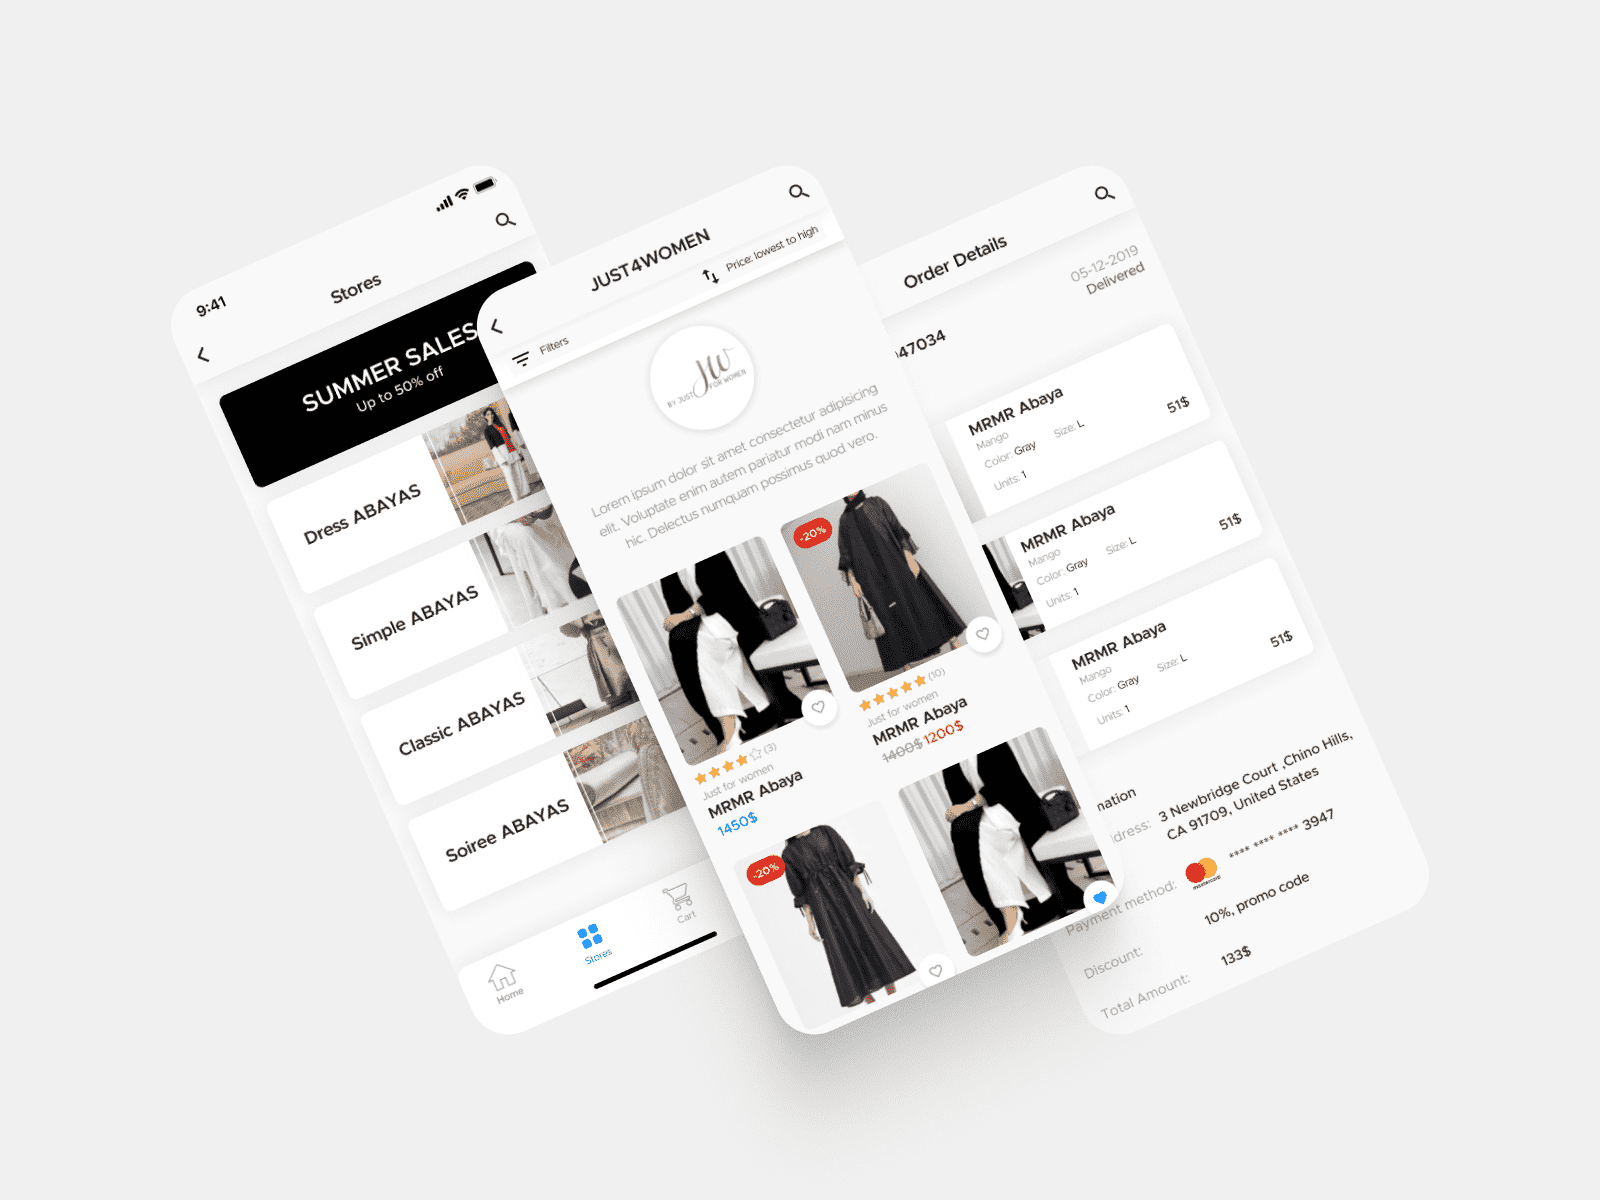 9:41
Stores
SUMMER SALES
Up to 50% off
Dress ABAYAS
Simple ABAYAS
Classic ABAYAS
Soiree ABAYAS
Home
Stores
Cart
JUST4WOMEN
Filters
Price: lowest to high
JW
BY JUST FOR WOMEN
Lorem ipsum dolor sit amet consectetur adipisicing
elit. Voluptate enim autem pariatur modi nam minus
hic. Delectus numquam possimus quod vero.
(3)
Just for women
MRMR Abaya
1450$
-20%
(10)
Just for women
MRMR Abaya
1400$ 1200$
-20%
Order Details
05-12-2019
Delivered
47034
MRMR Abaya
Mango
Color: Gray Size: L
Units: 1
51$
MRMR Abaya
Mango
Color: Gray Size: L
Units: 1
51$
MRMR Abaya
Mango
Color: Gray Size: L
Units: 1
51$
mation
dress: 3 Newbridge Court ,Chino Hills,
CA 91709, United States
Payment method: mastercard **** **** **** 3947
Discount: 10%, promo code
Total Amount: 133$